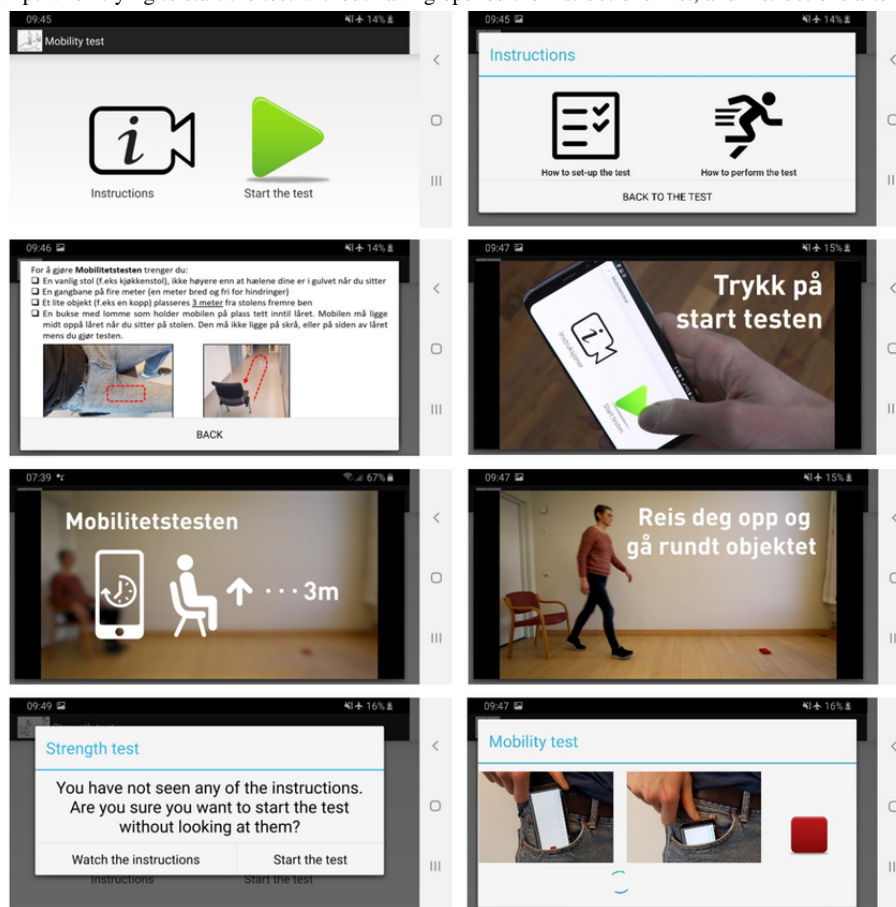 09:45 14%
Mobility test
Instructions
Start the test
09:45 14%
Instructions
How to set-up the test
How to perform the test
BACK TO THE TEST
09:46 14%
For å gjøre Mobilitetstesten trenger du:
En vanlig stol (f.eks kjøkkenstol), ikke høyere enn at hælene dine er i gulvet når du sitter
En gangbane på fire meter (en meter bred og fri for hindringer)
Et lite objekt (f.eks en kopp) plasseres 3 meter fra stolens fremre ben
En bukse med lomme som holder mobilen på plass tett inntil låret. Mobilen må ligge
midt oppå låret når du sitter på stolen. Den må ikke ligge på skrå, eller på siden av låret
mens du gjør testen.
BACK
09:47 15%
Trykk på
start testen
Instruksjoner
Start testen
07:39 67%
Mobilitetstesten
3m
09:47 15%
Reis deg opp og
gå rundt objektet
09:49 16%
Strength test
You have not seen any of the instructions.
Are you sure you want to start the test
without looking at them?
Watch the instructions
Start the test
Instructions
Start the test
09:47 16%
Mobility test